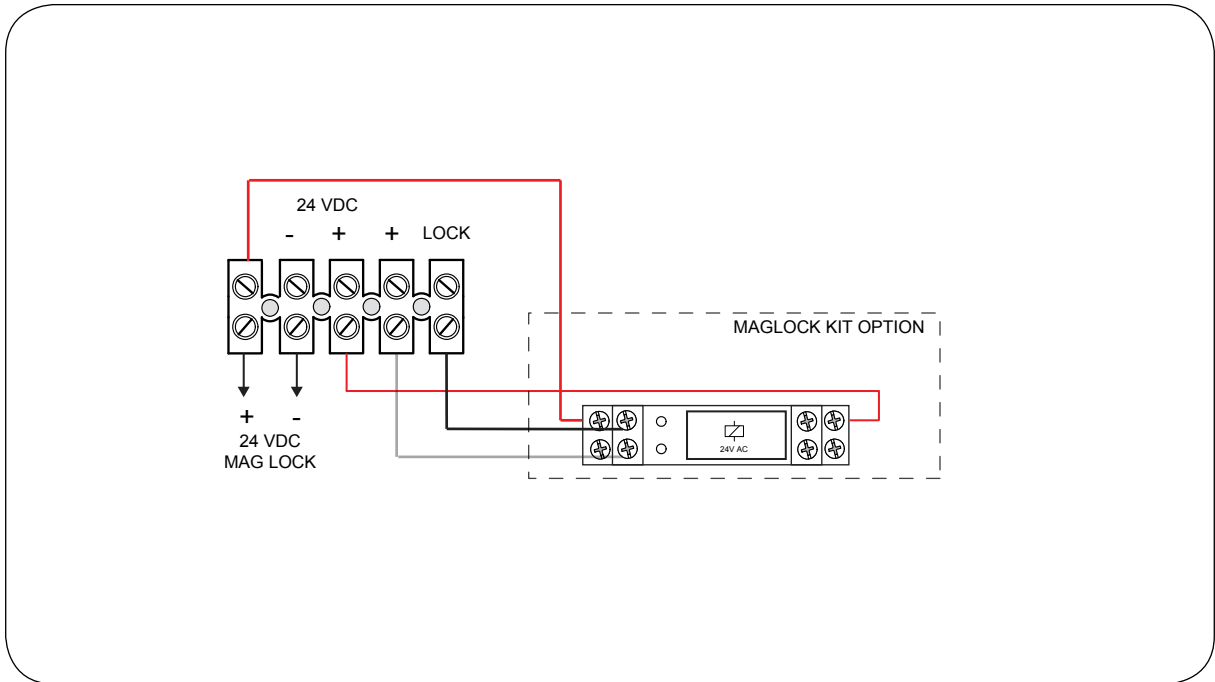 24 VDC
- + + LOCK
MAGLOCK KIT OPTION
24V AC
+ -
24 VDC
MAG LOCK